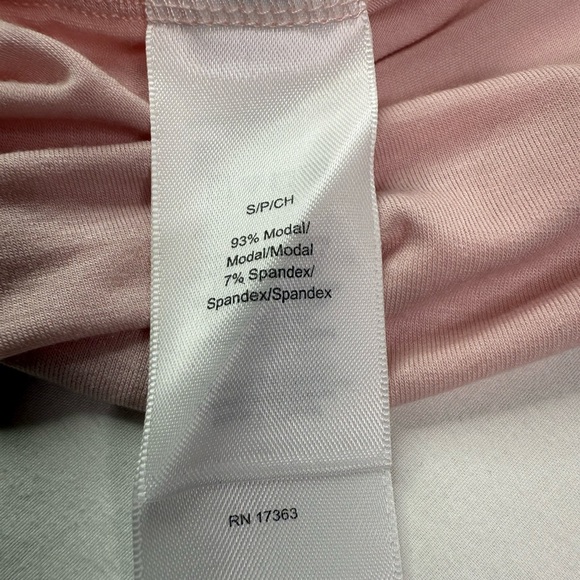 S/P/CH
93% Modal/
Modal/Modal
7% Spandex/
Spandex/Spandex
RN 17363